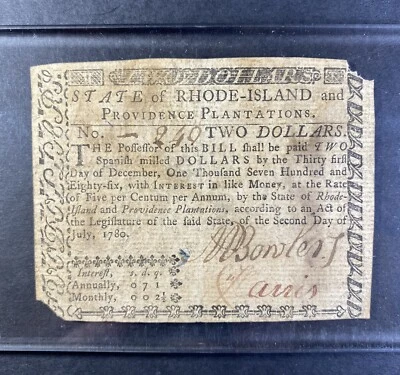 TWO DOLLARS
STATE of RHODE-ISLAND and
PROVIDENCE PLANTATIONS.
No. 240 TWO DOLLARS.
THE Possessor of this BILL shall be paid TWO
Spanish milled DOLLARS by the Thirty first
Day of December, One Thousand Seven Hundred and
Eighty-six, with INTEREST in like Money, at the Rate
of Five per Centum per Annum, by the State of Rhode-
Island and Providence Plantations, according to an Act
of the Legislature of the said State, of the Second Day of
July, 1780.
Interest, s. d. q.
Annually, 0 7 1
Monthly, 0 0 2½
Bowler